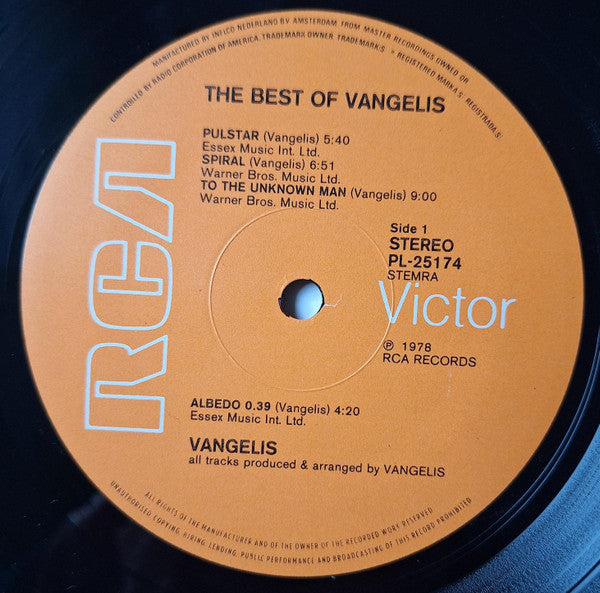 MANUFACTURED BY INELCO NEDERLAND BV AMSTERDAM FROM MASTER RECORDINGS OWNED OR
CONTROLLED BY RADIO CORPORATION OF AMERICA. TRADEMARK OWNER. TRADEMARK:S REGISTERED MARKA:S REGISTRADA:S
THE BEST OF VANGELIS
PULSTAR (Vangelis) 5:40
Essex Music Int. Ltd.
SPIRAL (Vangelis) 6:51
Warner Bros. Music Ltd.
TO THE UNKNOWN MAN (Vangelis) 9:00
Warner Bros. Music Ltd.
RCA
Side 1
STEREO
PL-25174
STEMRA
Victor
℗ 1978
RCA RECORDS
ALBEDO 0.39 (Vangelis) 4:20
Essex Music Int. Ltd.
VANGELIS
all tracks produced & arranged by VANGELIS
ALL RIGHTS OF THE MANUFACTURER AND OF THE OWNER OF THE RECORDED WORY RESERVED
UNAUTHORISED COPYING, HIRING, LENDING, PUBLIC PERFORMANCE AND BROADCASTING OF THIS RECORD PROHIBITED